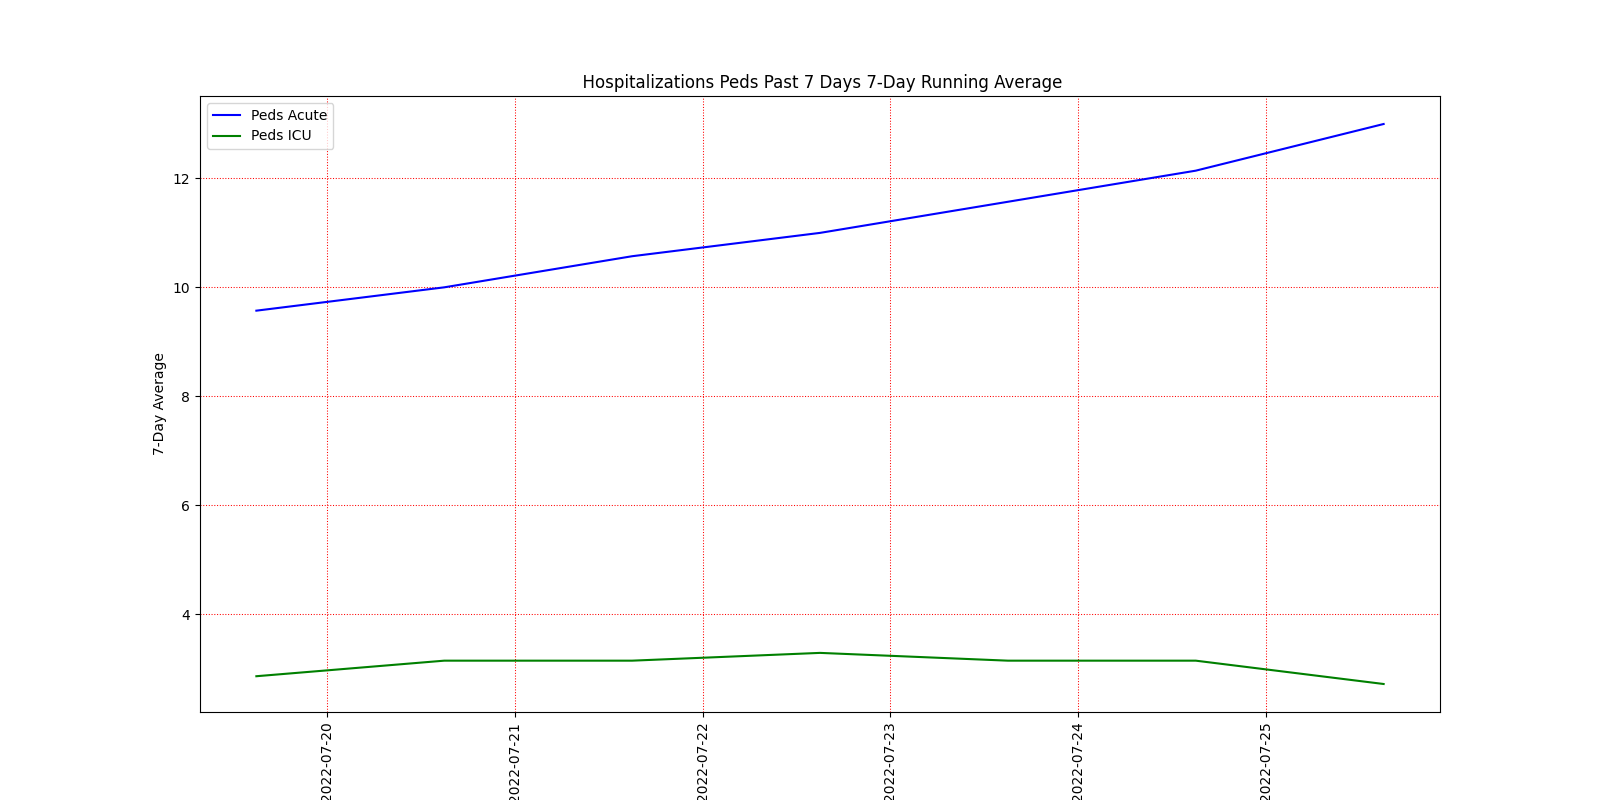 Hospitalizations Peds Past 7 Days 7-Day Running Average
Peds Acute
Peds ICU
12
10
8
6
4
7-Day Average
2022-07-20
2022-07-21
2022-07-22
2022-07-23
2022-07-24
2022-07-25